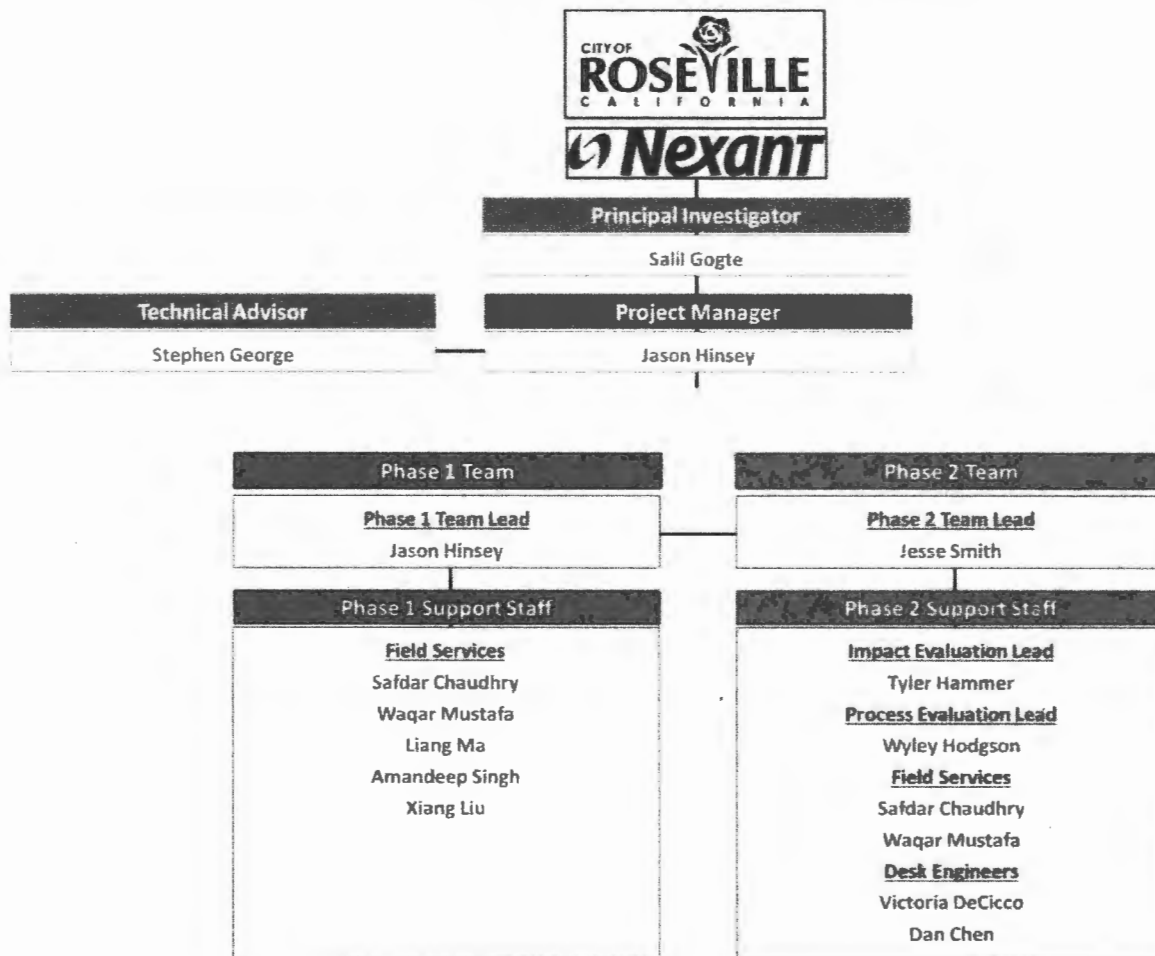 CITY OF
ROSEVILLE
CALIFORNIA
Nexant
Principal Investigator
Salil Gogte
Technical Advisor
Stephen George
Project Manager
Jason Hinsey
Phase 1 Team
Phase 1 Team Lead
Jason Hinsey
Phase 2 Team
Phase 2 Team Lead
Jesse Smith
Phase 1 Support Staff
Field Services
Safdar Chaudhry
Waqar Mustafa
Liang Ma
Amandeep Singh
Xiang Liu
Phase 2 Support Staff
Impact Evaluation Lead
Tyler Hammer
Process Evaluation Lead
Wyley Hodgson
Field Services
Safdar Chaudhry
Waqar Mustafa
Desk Engineers
Victoria DeCicco
Dan Chen